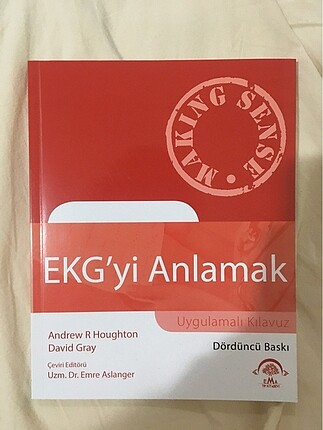 MAKING SENSE
EKG'yi Anlamak
Uygulamalı Kılavuz
Andrew R Houghton
David Gray
Dördüncü Baskı
Çeviri Editörü
Uzm. Dr. Emre Aslanger
EMA